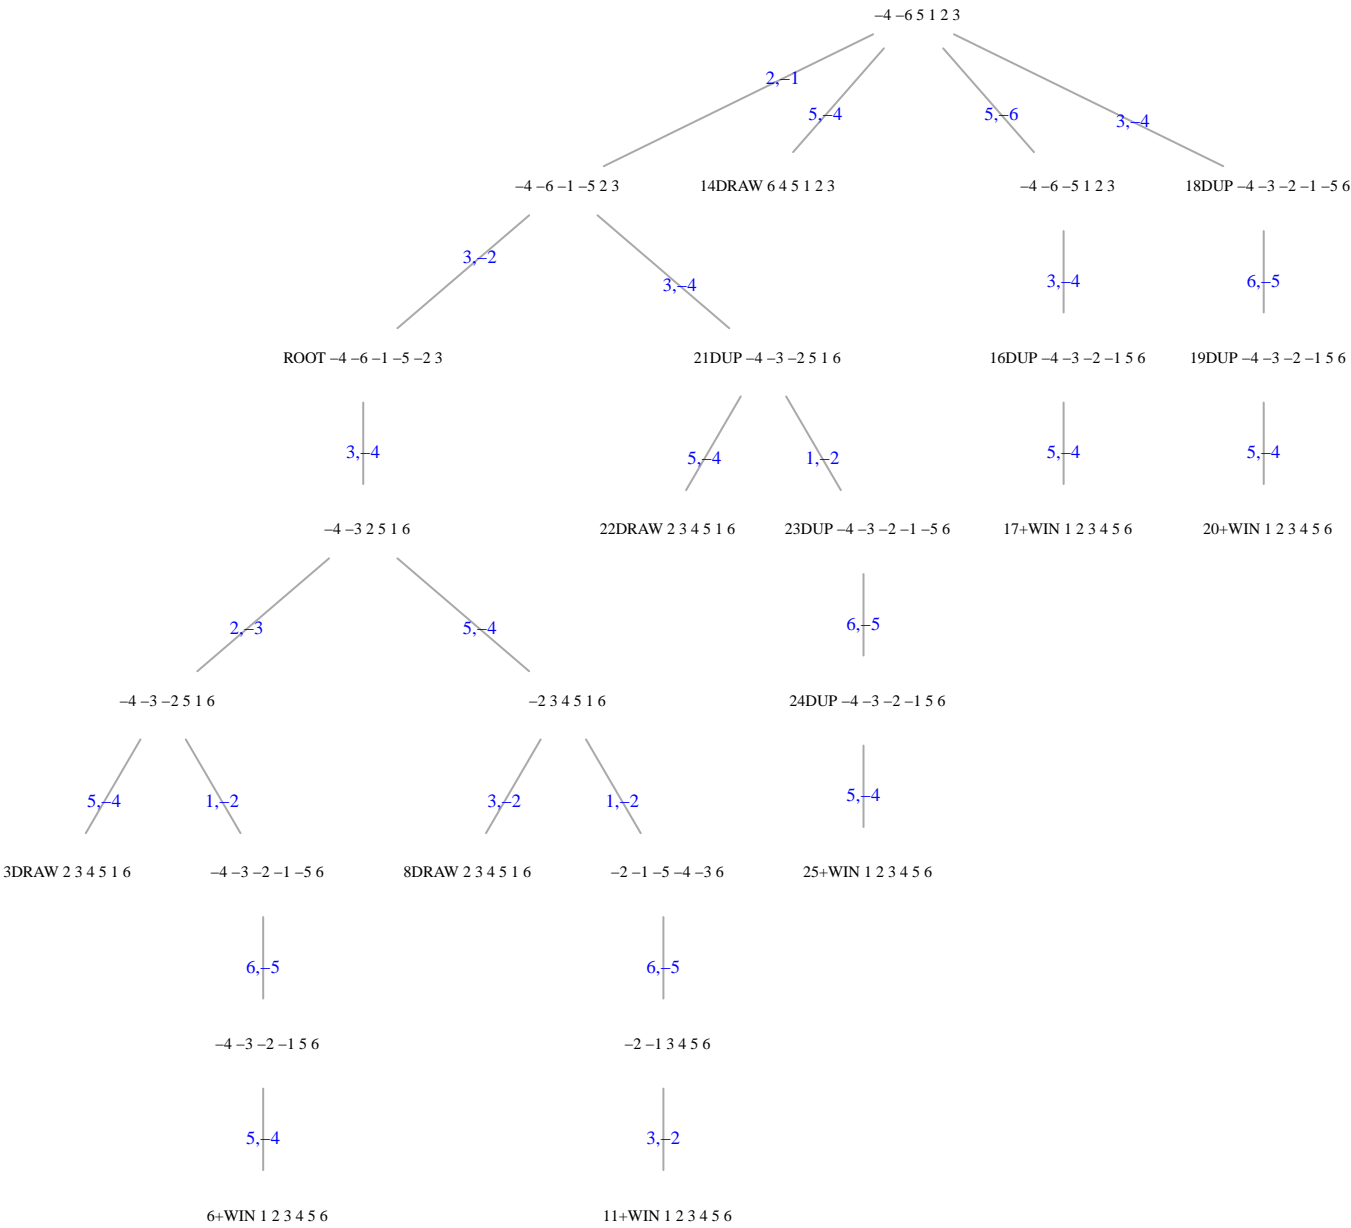 −4 −6 5 1 2 3
2,−1
5,−4
5,−6
3,−4
−4 −6 −1 −5 2 3
14DRAW 6 4 5 1 2 3
−4 −6 −5 1 2 3
18DUP −4 −3 −2 −1 −5 6
3,−2
3,−4
3,−4
6,−5
ROOT −4 −6 −1 −5 −2 3
21DUP −4 −3 −2 5 1 6
16DUP −4 −3 −2 −1 5 6
19DUP −4 −3 −2 −1 5 6
3,−4
5,−4
1,−2
5,−4
5,−4
−4 −3 2 5 1 6
22DRAW 2 3 4 5 1 6
23DUP −4 −3 −2 −1 −5 6
17+WIN 1 2 3 4 5 6
20+WIN 1 2 3 4 5 6
2,−3
5,−4
6,−5
−4 −3 −2 5 1 6
−2 3 4 5 1 6
24DUP −4 −3 −2 −1 5 6
5,−4
1,−2
3,−2
1,−2
5,−4
3DRAW 2 3 4 5 1 6
−4 −3 −2 −1 −5 6
8DRAW 2 3 4 5 1 6
−2 −1 −5 −4 −3 6
25+WIN 1 2 3 4 5 6
6,−5
6,−5
−4 −3 −2 −1 5 6
−2 −1 3 4 5 6
5,−4
3,−2
6+WIN 1 2 3 4 5 6
11+WIN 1 2 3 4 5 6